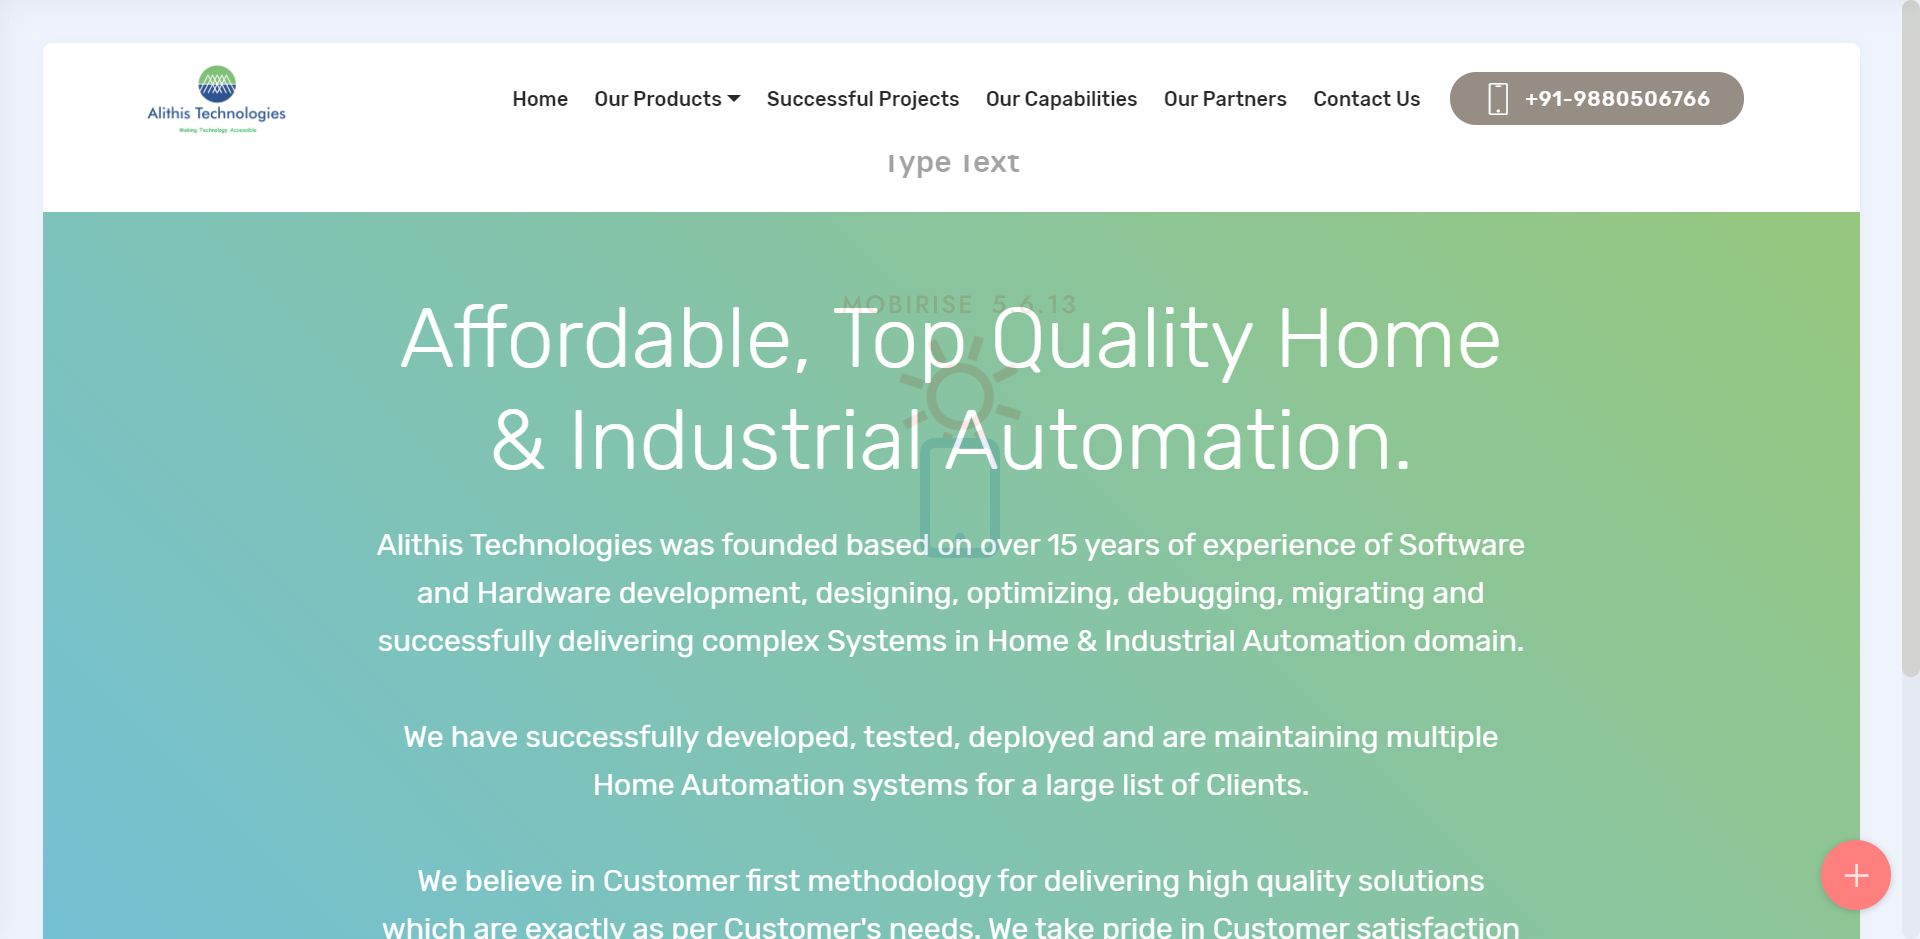 Alithis Technologies
Making Technology Accessible
Home Our Products Successful Projects Our Capabilities Our Partners Contact Us +91-9880506766
Type Text
MOBIRISE 5.6.13
Affordable, Top Quality Home
& Industrial Automation.
Alithis Technologies was founded based on over 15 years of experience of Software
and Hardware development, designing, optimizing, debugging, migrating and
successfully delivering complex Systems in Home & Industrial Automation domain.
We have successfully developed, tested, deployed and are maintaining multiple
Home Automation systems for a large list of Clients.
We believe in Customer first methodology for delivering high quality solutions
which are exactly as per Customer's needs. We take pride in Customer satisfaction